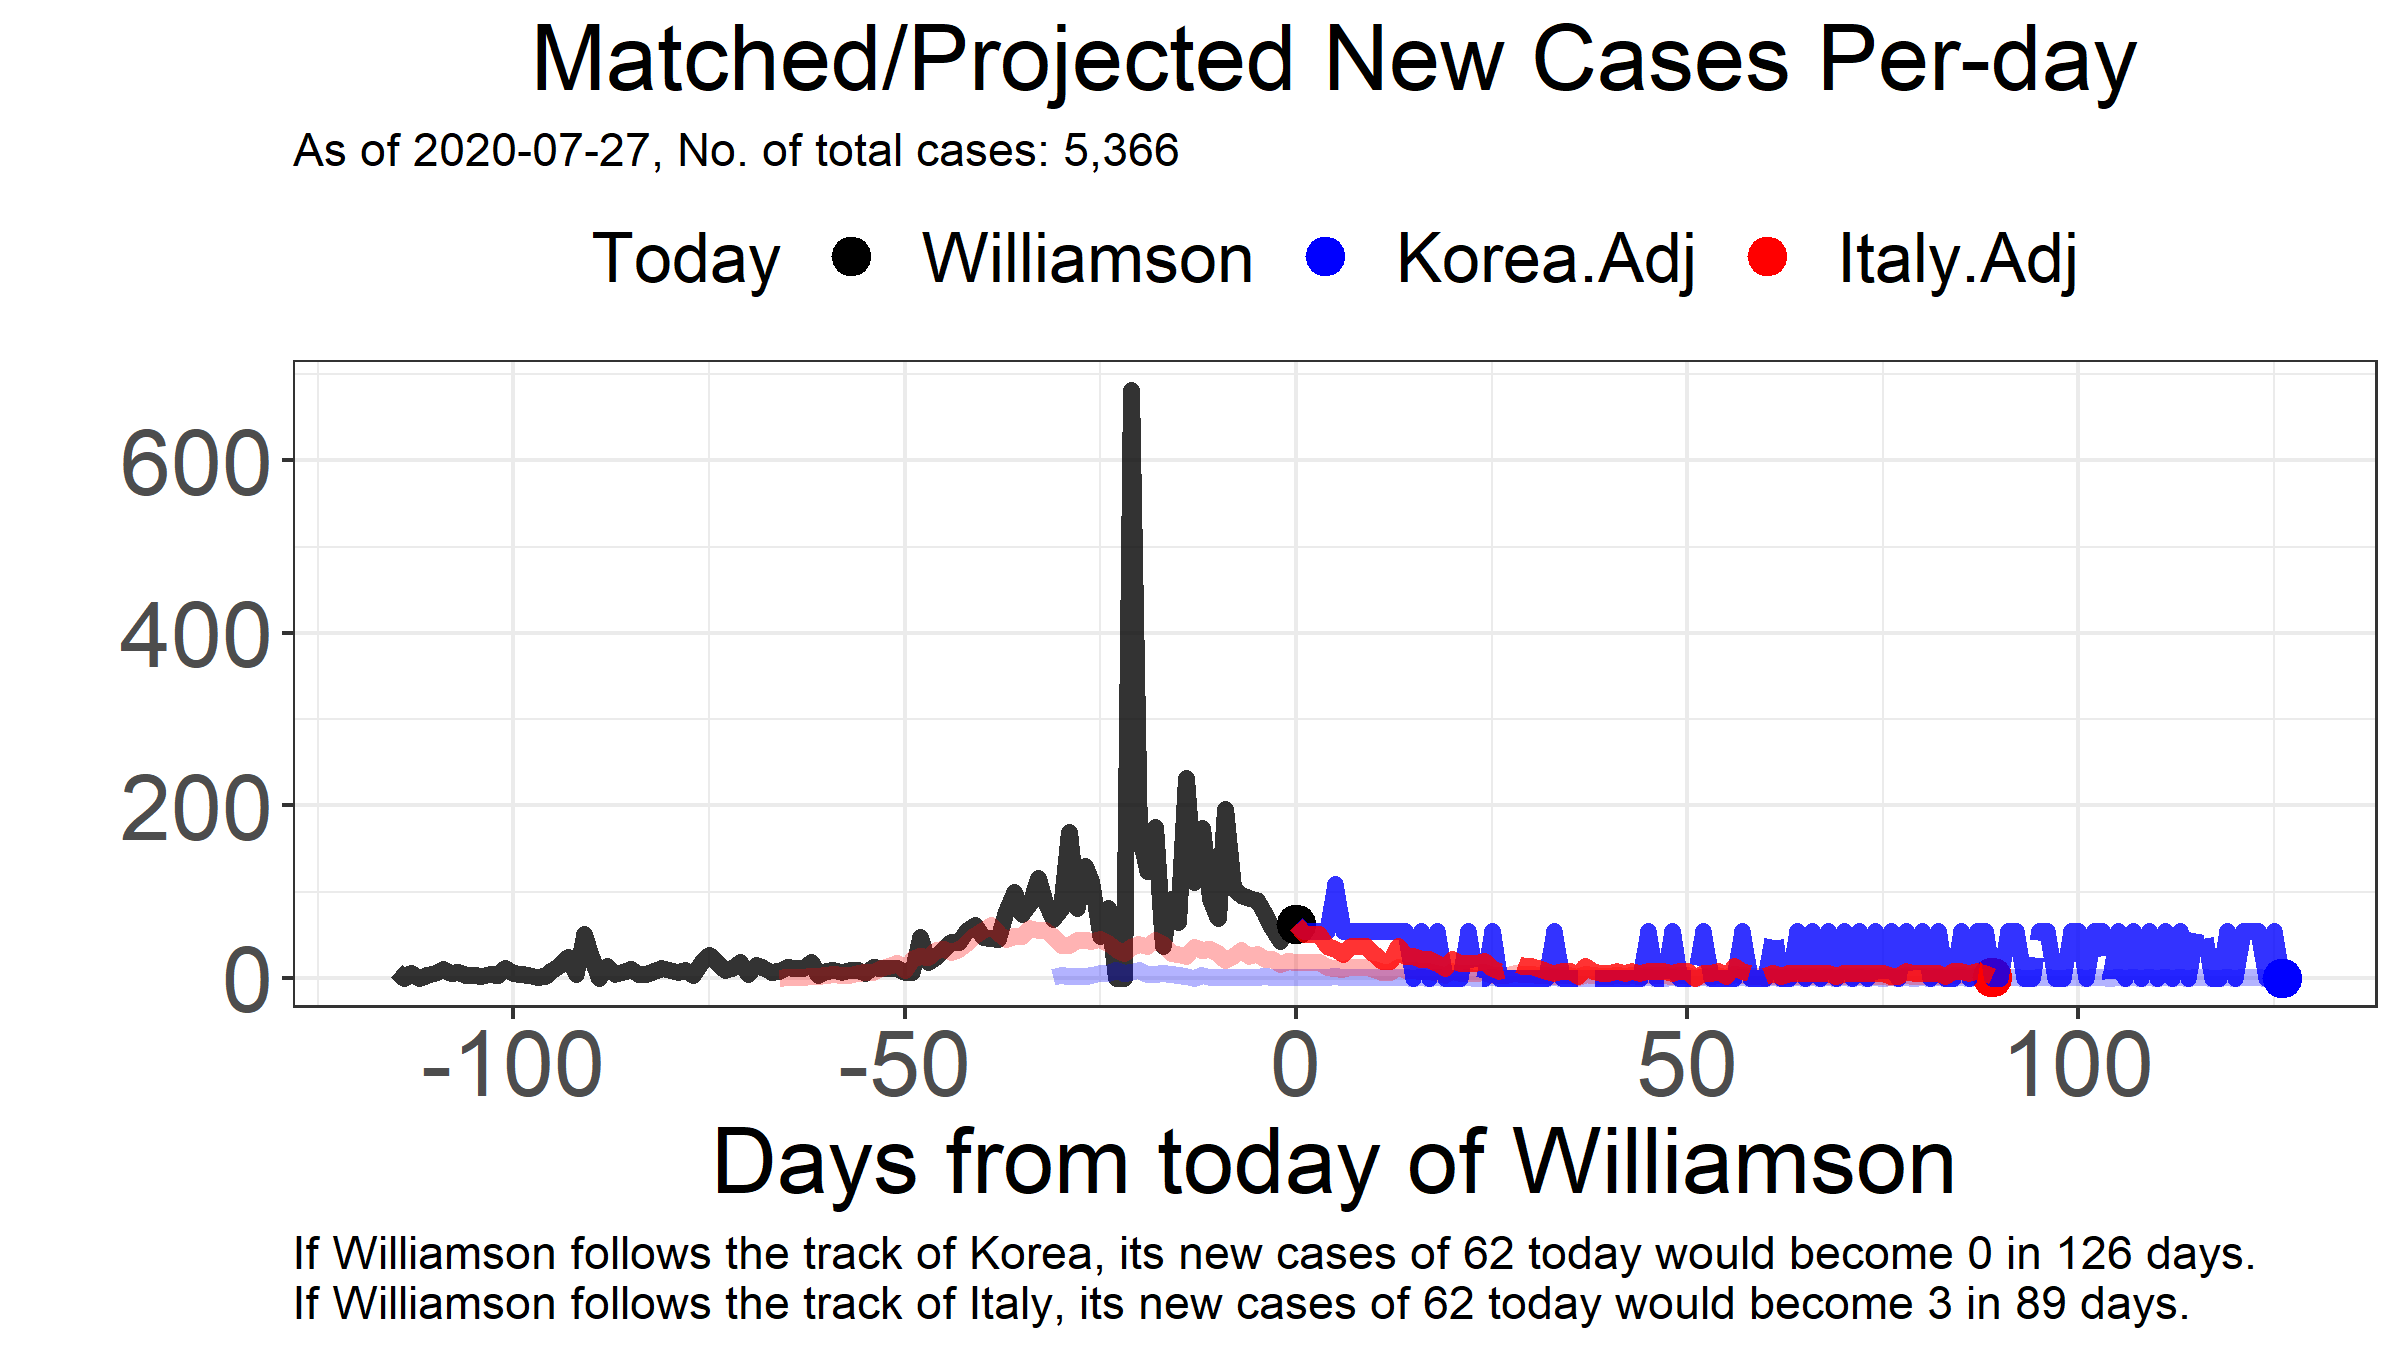 Matched/Projected New Cases Per-day
As of 2020-07-27, No. of total cases: 5,366
Today Williamson Korea.Adj Italy.Adj
600
400
200
0
-100 -50 0 50 100
Days from today of Williamson
If Williamson follows the track of Korea, its new cases of 62 today would become 0 in 126 days.
If Williamson follows the track of Italy, its new cases of 62 today would become 3 in 89 days.